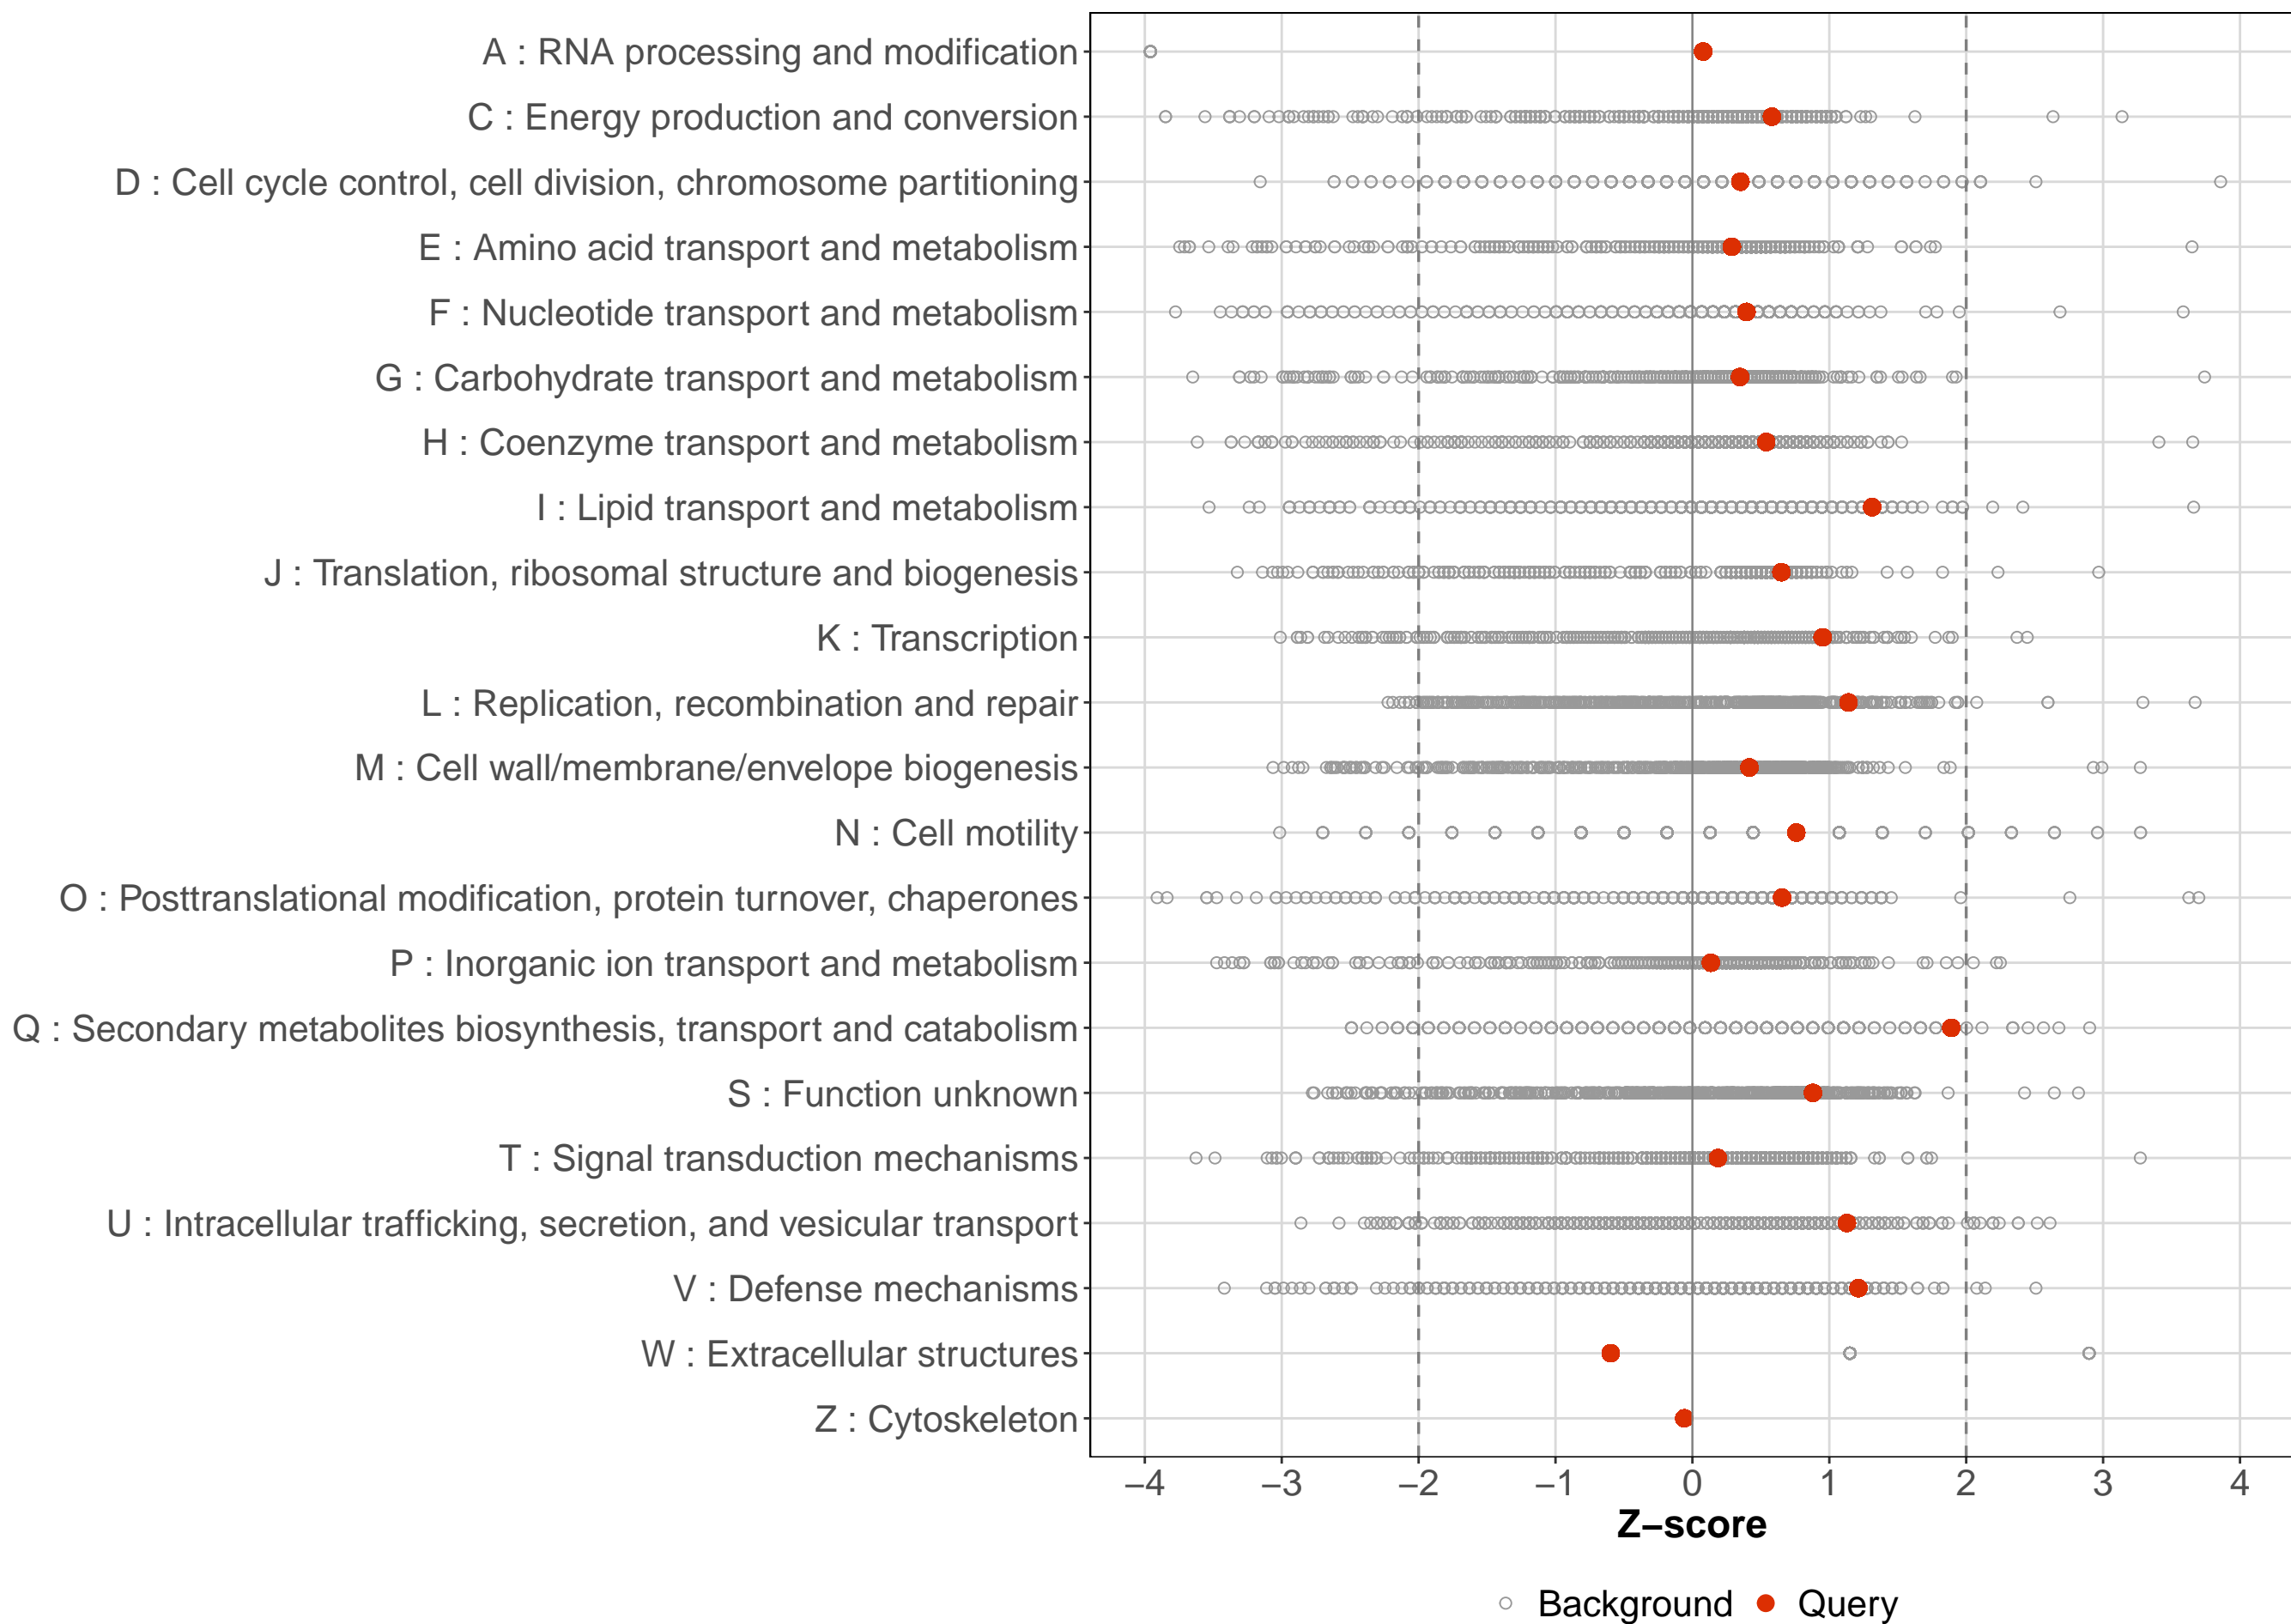 A : RNA processing and modification
C : Energy production and conversion
D : Cell cycle control, cell division, chromosome partitioning
E : Amino acid transport and metabolism
F : Nucleotide transport and metabolism
G : Carbohydrate transport and metabolism
H : Coenzyme transport and metabolism
I : Lipid transport and metabolism
J : Translation, ribosomal structure and biogenesis
K : Transcription
L : Replication, recombination and repair
M : Cell wall/membrane/envelope biogenesis
N : Cell motility
O : Posttranslational modification, protein turnover, chaperones
P : Inorganic ion transport and metabolism
Q : Secondary metabolites biosynthesis, transport and catabolism
S : Function unknown
T : Signal transduction mechanisms
U : Intracellular trafficking, secretion, and vesicular transport
V : Defense mechanisms
W : Extracellular structures
Z : Cytoskeleton
−4 −3 −2 −1 0 1 2 3 4
Z−score
Background Query